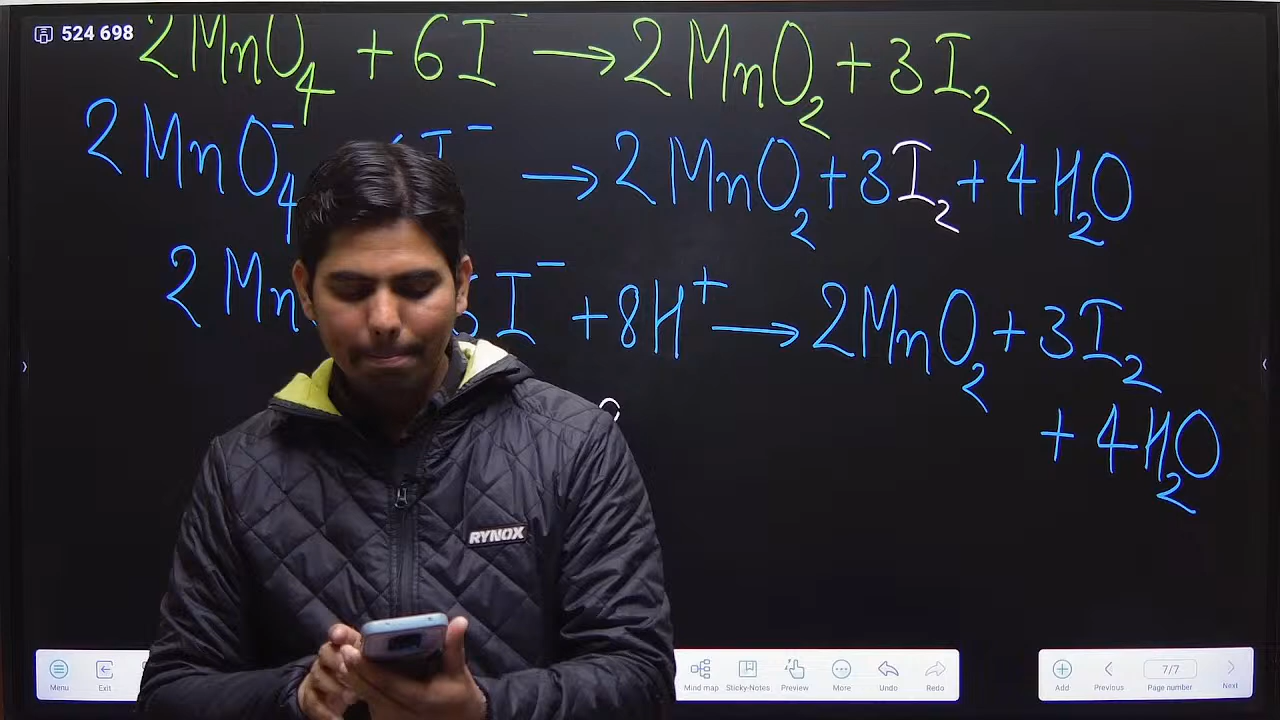 524 698
2MnO₄ + 6I⁻ → 2MnO₂ + 3I₂
2MnO₄⁻ I⁻ → 2MnO₂ + 3I₂ + 4H₂O
2Mn I⁻ + 8H⁺ → 2MnO₂ + 3I₂
+ 4H₂O
RYNOX
Menu Exit Mind map Sticky-Notes Preview More Undo Redo Add Previous 7/7 Page number Next